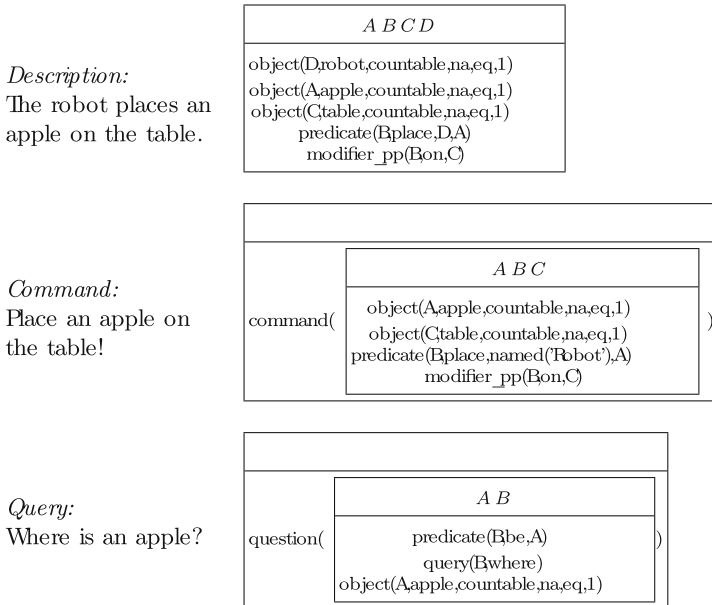 A B C D
Description:
The robot places an
apple on the table.
object(D,robot,countable,na,eq,1)
object(A,apple,countable,na,eq,1)
object(C,table,countable,na,eq,1)
predicate(B,place,D,A)
modifier_pp(B,on,C)
Command:
Place an apple on
the table!
command(
A B C
object(A,apple,countable,na,eq,1)
object(C,table,countable,na,eq,1)
predicate(B,place,named('Robot'),A)
modifier_pp(B,on,C)
)
Query:
Where is an apple?
question(
A B
predicate(B,be,A)
query(B,where)
object(A,apple,countable,na,eq,1)
)